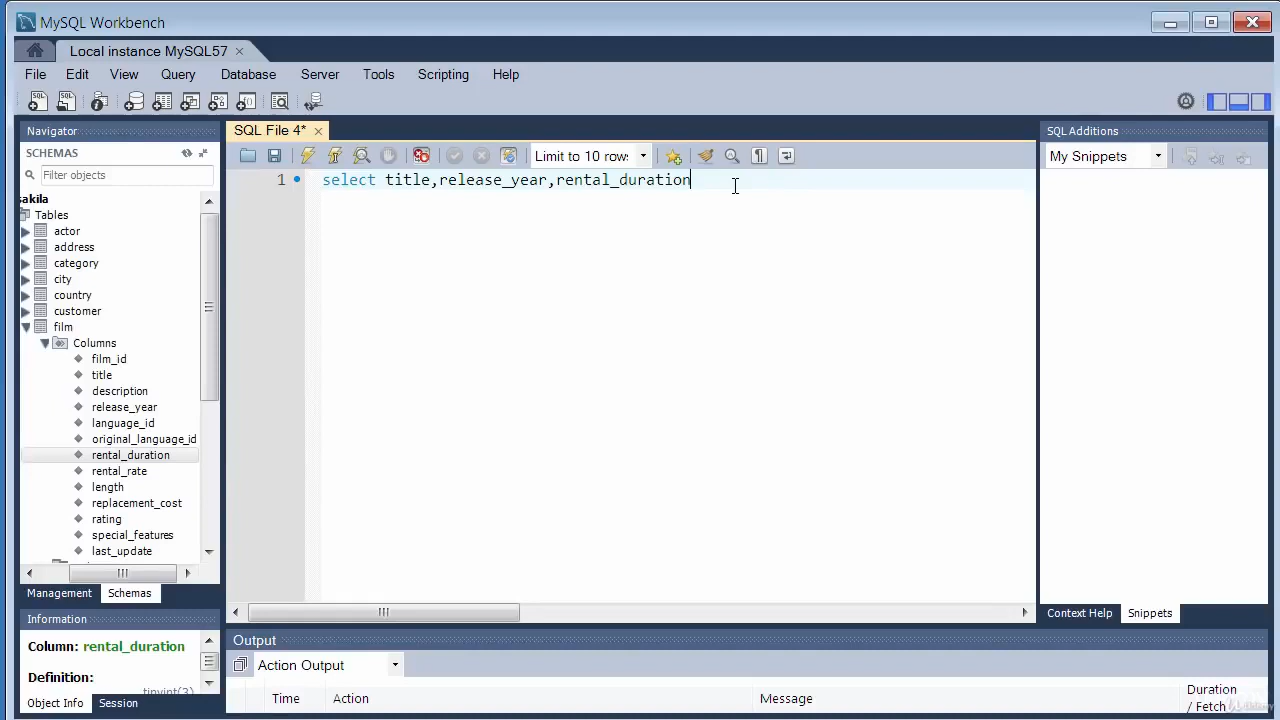 MySQL Workbench
Local instance MySQL57
File Edit View Query Database Server Tools Scripting Help
Navigator
SCHEMAS
Filter objects
sakila
Tables
actor
address
category
city
country
customer
film
Columns
film_id
title
description
release_year
language_id
original_language_id
rental_duration
rental_rate
length
replacement_cost
rating
special_features
last_update
Management Schemas
Information
Column: rental_duration
Definition:
tinyint(3)
Object Info Session
SQL File 4*
Limit to 10 rows
1 select title,release_year,rental_duration
SQL Additions
My Snippets
Context Help Snippets
Output
Action Output
Time Action Message Duration / Fetch
Udemy